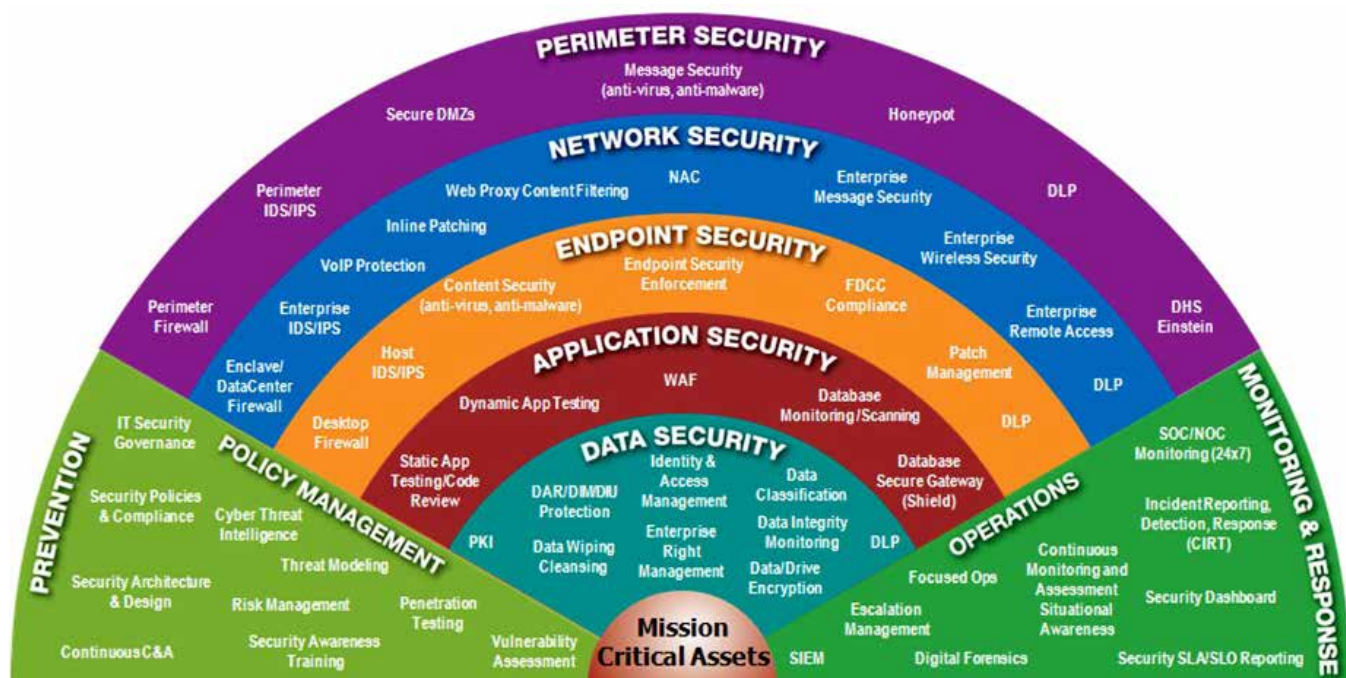 PERIMETER SECURITY
Message Security
(anti-virus, anti-malware)
Secure DMZs
Honeypot
Perimeter
IDS/IPS
DLP
Perimeter
Firewall
DHS
Einstein
NETWORK SECURITY
NAC
Web Proxy Content Filtering
Enterprise
Message Security
Inline Patching
Enterprise
Wireless Security
VoIP Protection
Enterprise
IDS/IPS
Enterprise
Remote Access
Enclave/
DataCenter
Firewall
DLP
ENDPOINT SECURITY
Endpoint Security
Enforcement
Content Security
(anti-virus, anti-malware)
FDCC
Compliance
Host
IDS/IPS
Patch
Management
Desktop
Firewall
DLP
APPLICATION SECURITY
WAF
Dynamic App Testing
Database
Monitoring/Scanning
Static App
Testing/Code
Review
Database
Secure Gateway
(Shield)
DATA SECURITY
Identity &
Access
Management
DAR/DIM/DIU
Protection
Data
Classification
PKI
Data Wiping
Cleansing
Enterprise
Right
Management
Data Integrity
Monitoring
DLP
Data/Drive
Encryption
Mission
Critical Assets
PREVENTION
POLICY MANAGEMENT
IT Security
Governance
Security Policies
& Compliance
Cyber Threat
Intelligence
Threat Modeling
Security Architecture
& Design
Risk Management
Penetration
Testing
Continuous C&A
Security Awareness
Training
Vulnerability
Assessment
OPERATIONS
MONITORING & RESPONSE
SOC/NOC
Monitoring (24x7)
Incident Reporting,
Detection, Response
(CIRT)
Focused Ops
Continuous
Monitoring and
Assessment
Situational
Awareness
Security Dashboard
Escalation
Management
SIEM
Digital Forensics
Security SLA/SLO Reporting